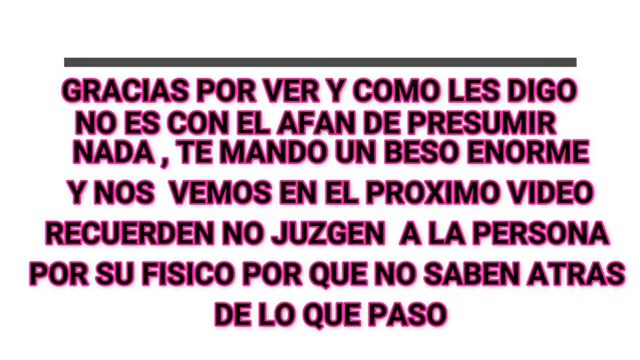 GRACIAS POR VER Y COMO LES DIGO
NO ES CON EL AFAN DE PRESUMIR
NADA , TE MANDO UN BESO ENORME
Y NOS VEMOS EN EL PROXIMO VIDEO
RECUERDEN NO JUZGEN A LA PERSONA
POR SU FISICO POR QUE NO SABEN ATRAS
DE LO QUE PASO